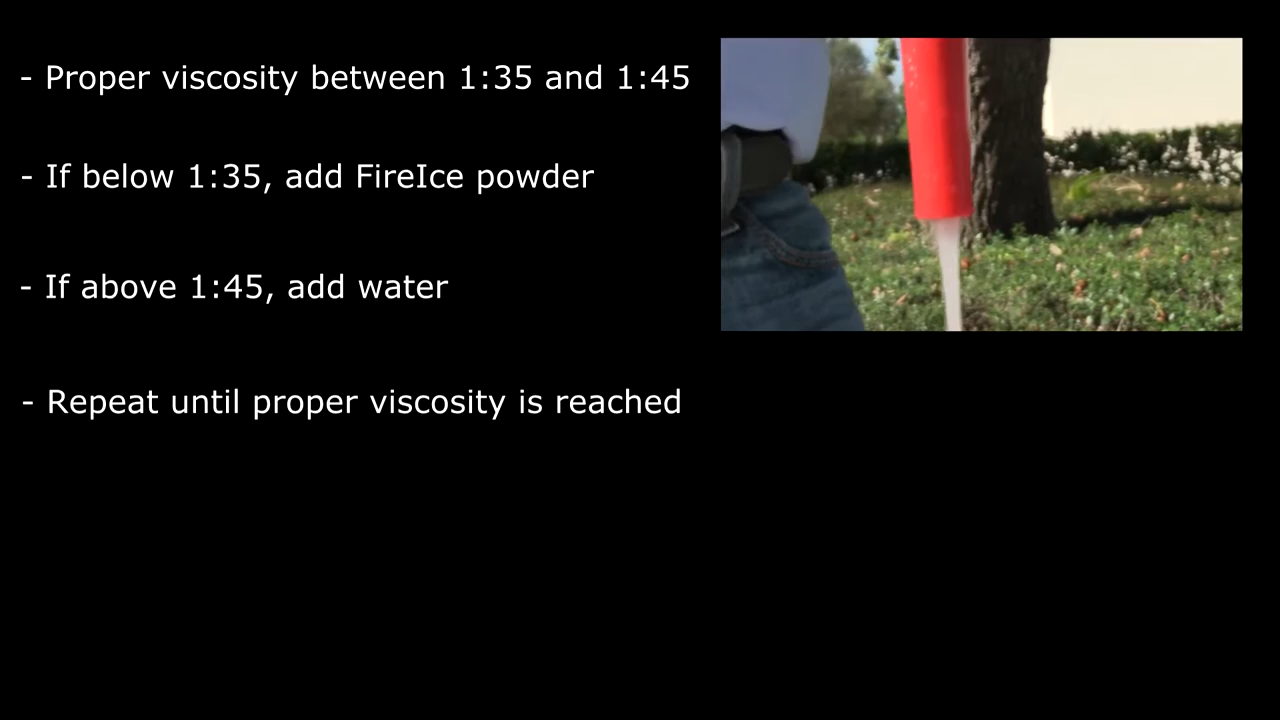 - Proper viscosity between 1:35 and 1:45
- If below 1:35, add FireIce powder
- If above 1:45, add water
- Repeat until proper viscosity is reached